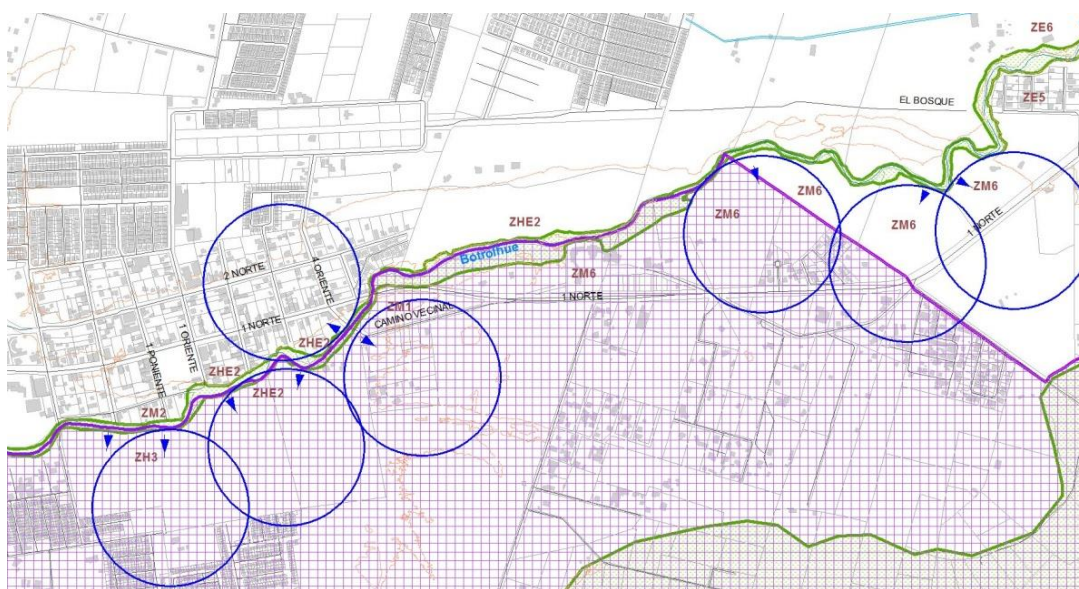 ZE6
ZE5
EL BOSQUE
ZM6
ZM6
ZM6
ZM6
1 NORTE
ZHE2
Botrolhue
ZM6
1 NORTE
2 NORTE
4 ORIENTE
ZM1
CAMINO VECINAL
1 NORTE
1 ORIENTE
1 PONIENTE
ZHE2
ZHE2
ZHE2
ZM2
ZH3